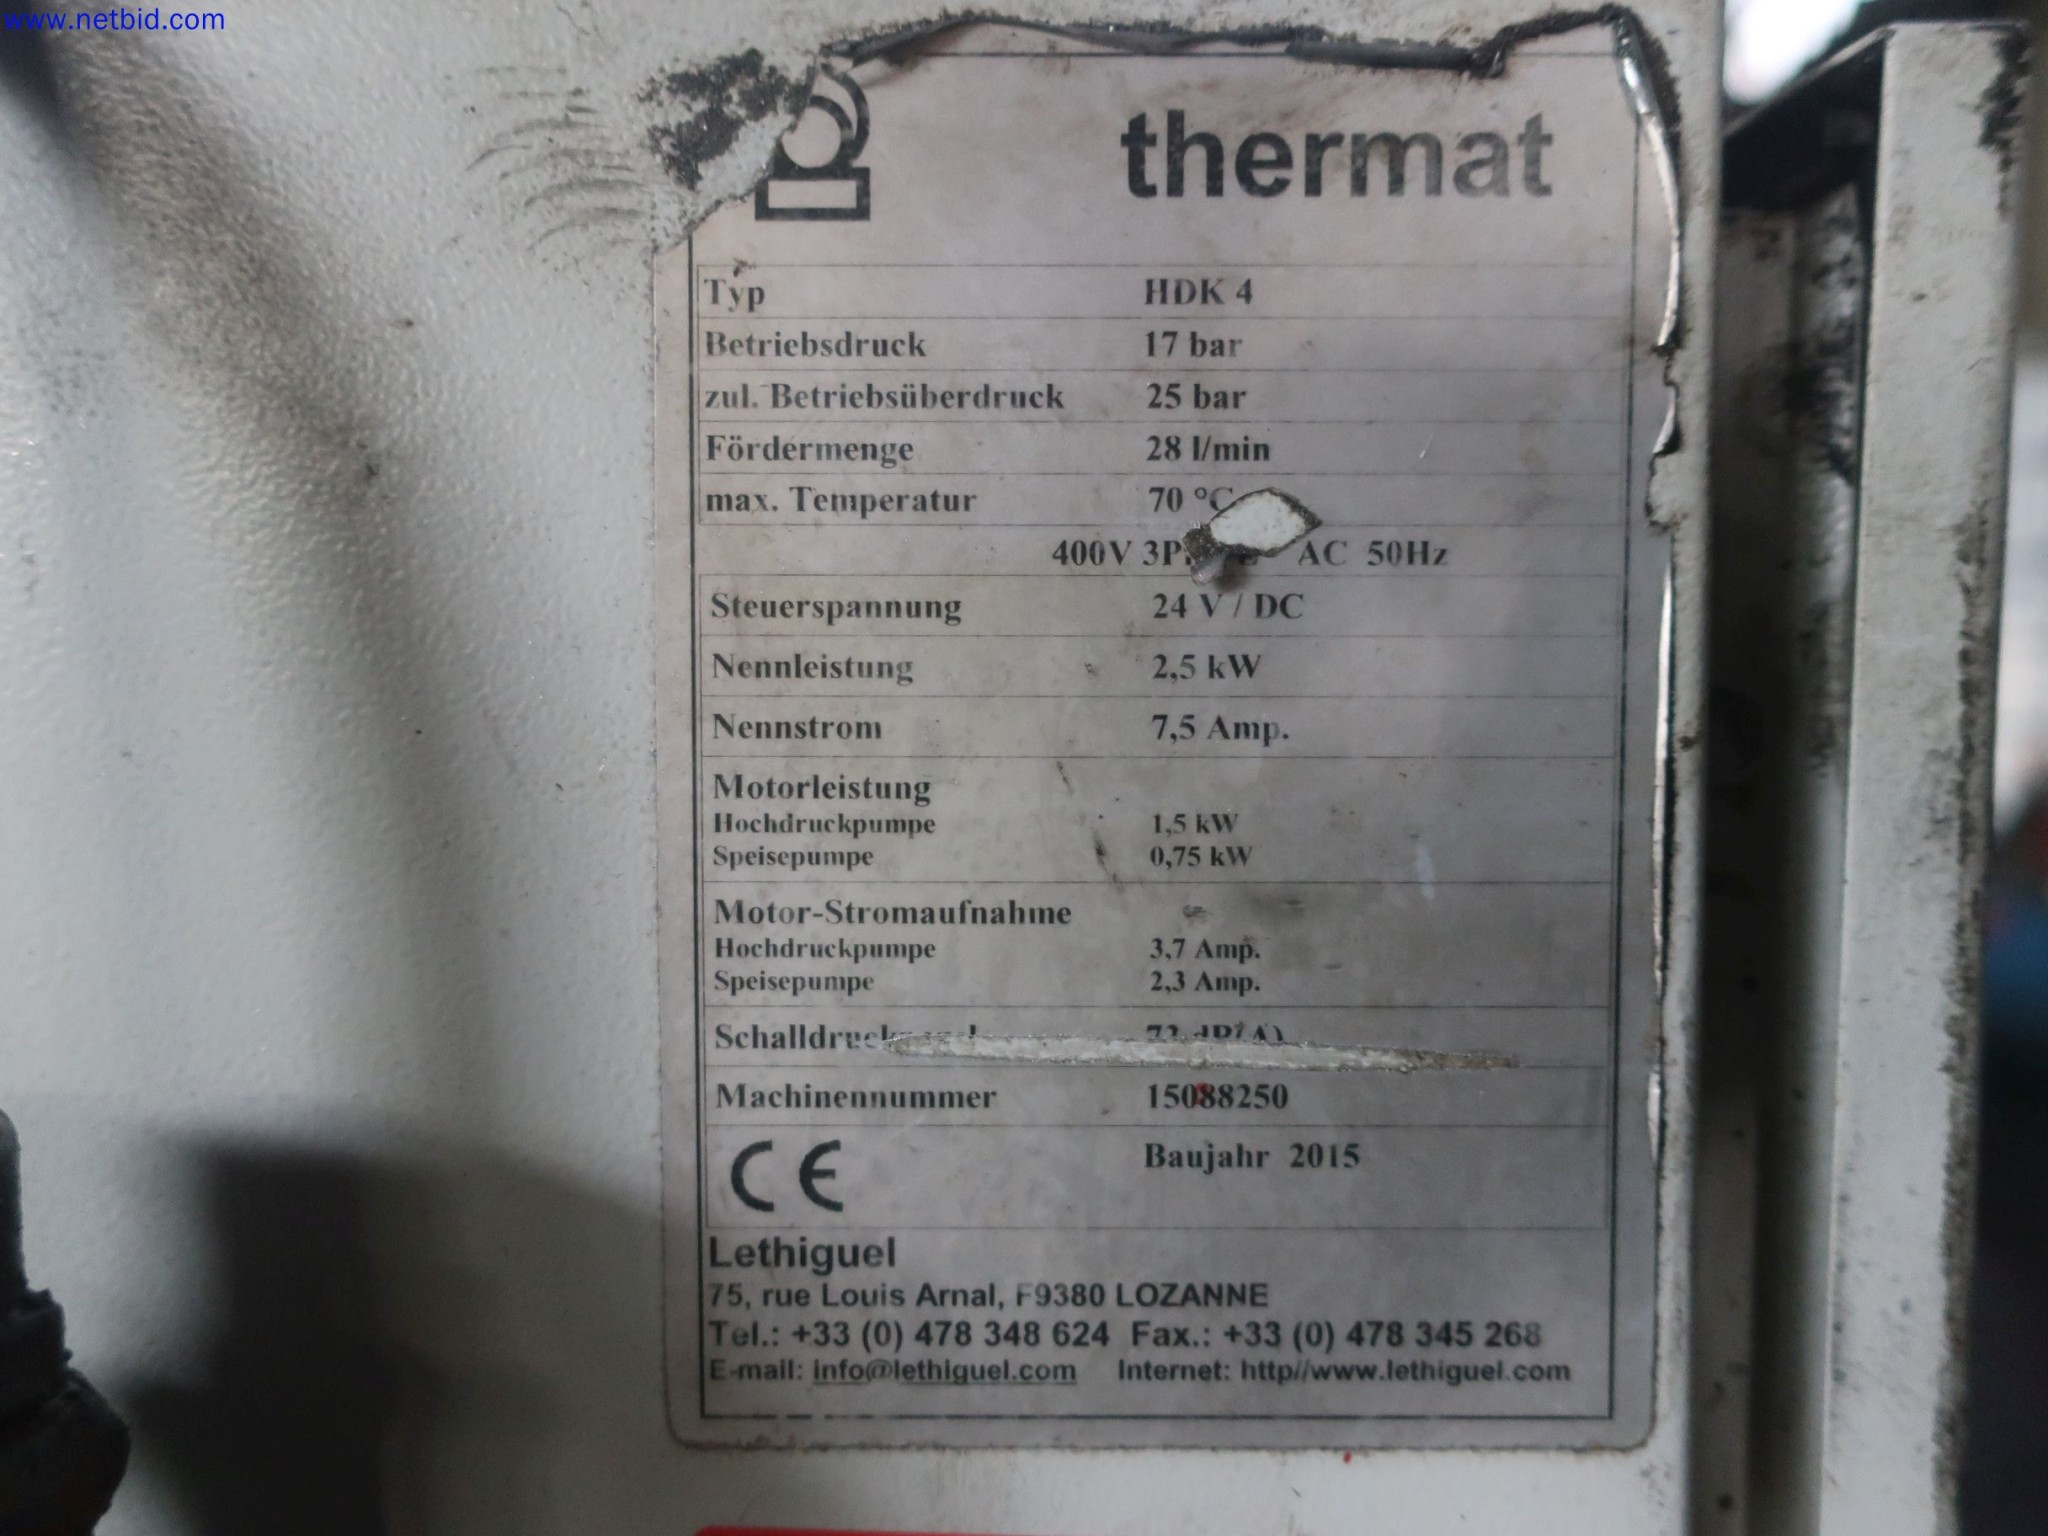 www.netbid.com
thermat
Typ HDK 4
Betriebsdruck 17 bar
zul. Betriebsüberdruck 25 bar
Fördermenge 28 l/min
max. Temperatur 70 °C
400V AC 50Hz
Steuerspannung 24 V / DC
Nennleistung 2,5 kW
Nennstrom 7,5 Amp.
Motorleistung
Hochdruckpumpe 1,5 kW
Speisepumpe 0,75 kW
Motor-Stromaufnahme
Hochdruckpumpe 3,7 Amp.
Speisepumpe 2,3 Amp.
Machinennummer 15088250
CE Baujahr 2015
Lethiguel
75, rue Louis Arnal, F9380 LOZANNE
Tel.: +33 (0) 478 348 624 Fax.: +33 (0) 478 345 268
E-mail: info@lethiguel.com Internet: http//www.lethiguel.com